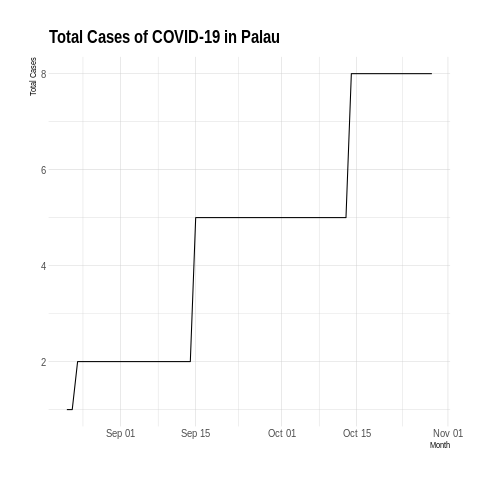 Total Cases of COVID-19 in Palau
Total Cases
8
6
4
2
Sep 01 Sep 15 Oct 01 Oct 15 Nov 01
Month